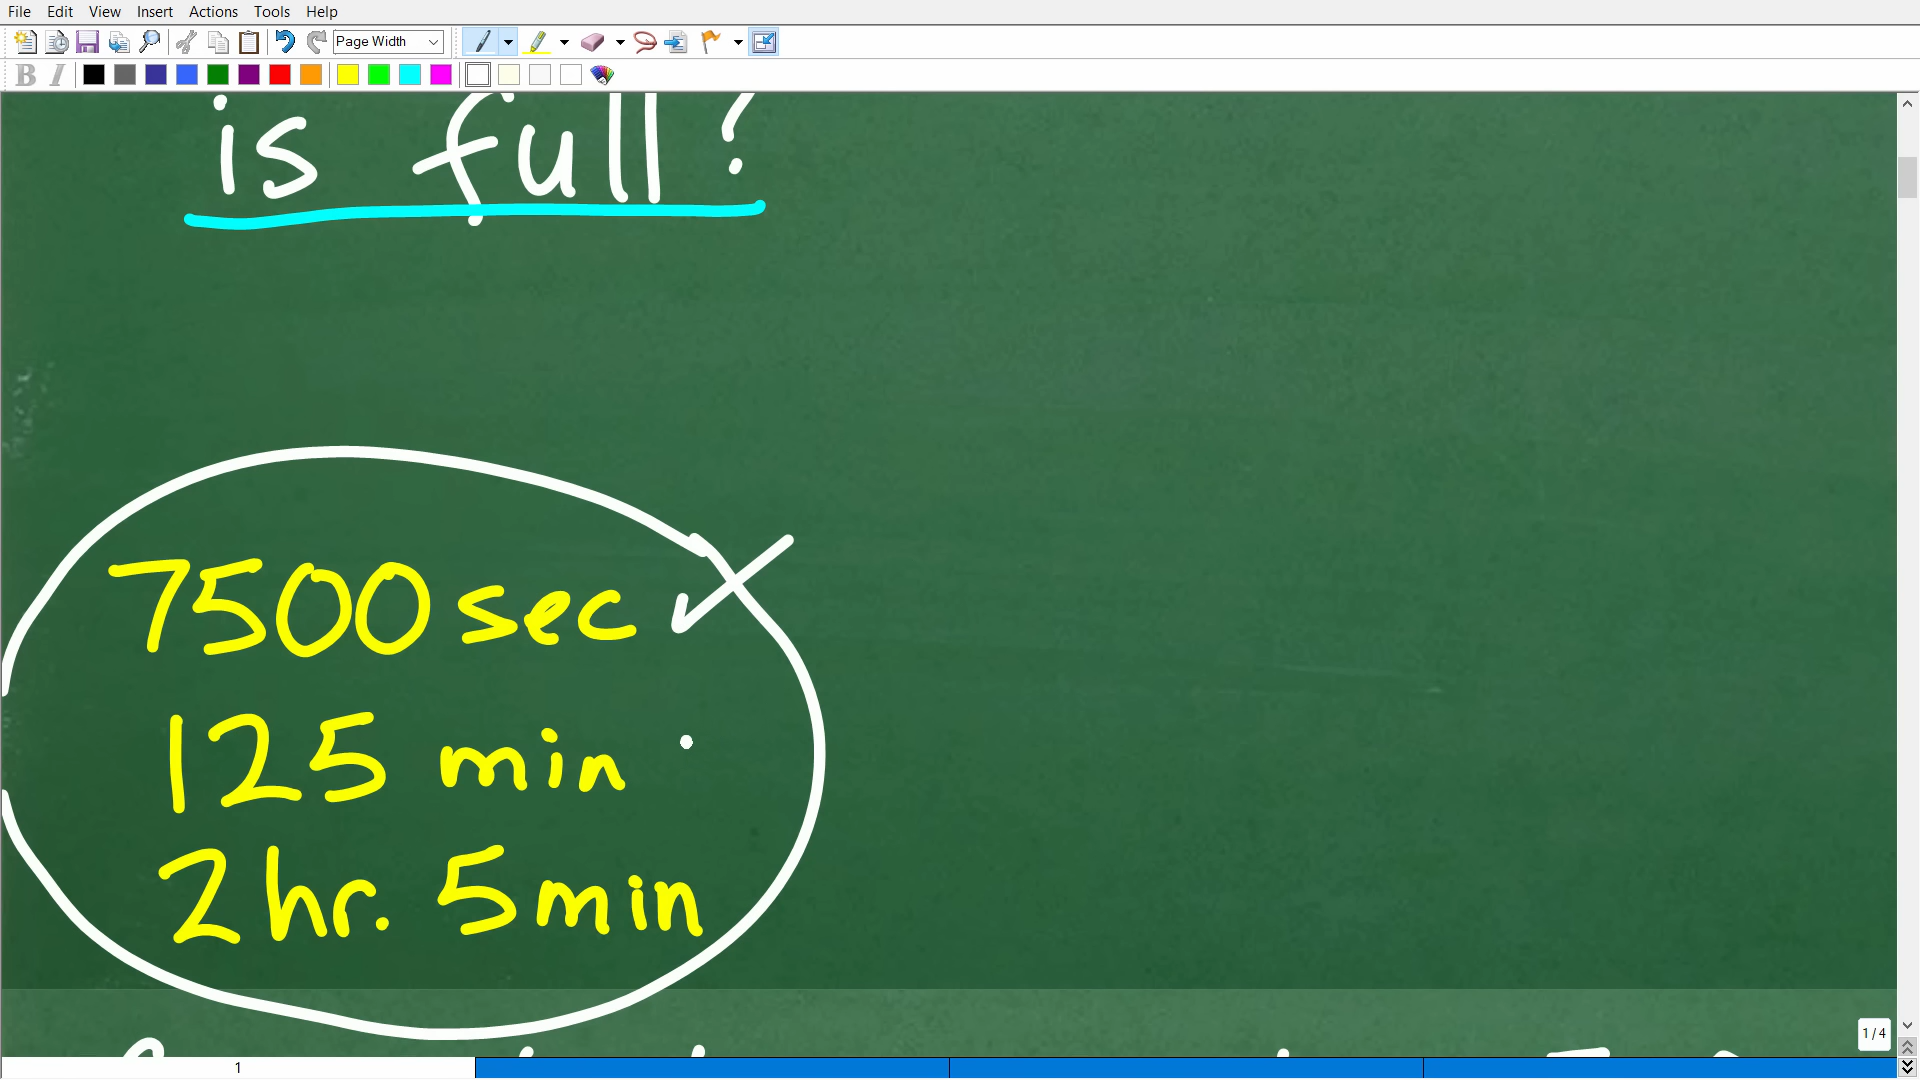 File Edit View Insert Actions Tools Help
Page Width
B I
is full?
7500 sec
125 min
2 hr. 5 min
1 / 4
1